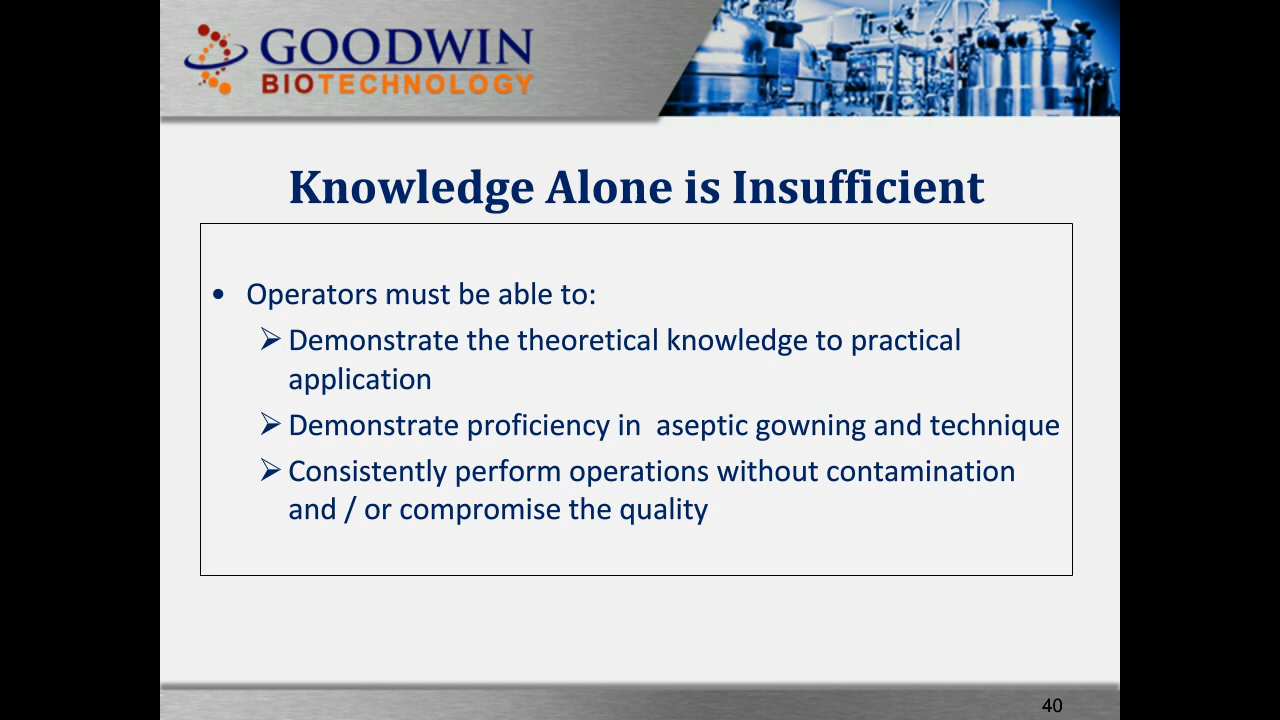 GOODWIN
BIOTECHNOLOGY
Knowledge Alone is Insufficient
• Operators must be able to:
➢ Demonstrate the theoretical knowledge to practical
application
➢ Demonstrate proficiency in  aseptic gowning and technique
➢ Consistently perform operations without contamination
and / or compromise the quality
40